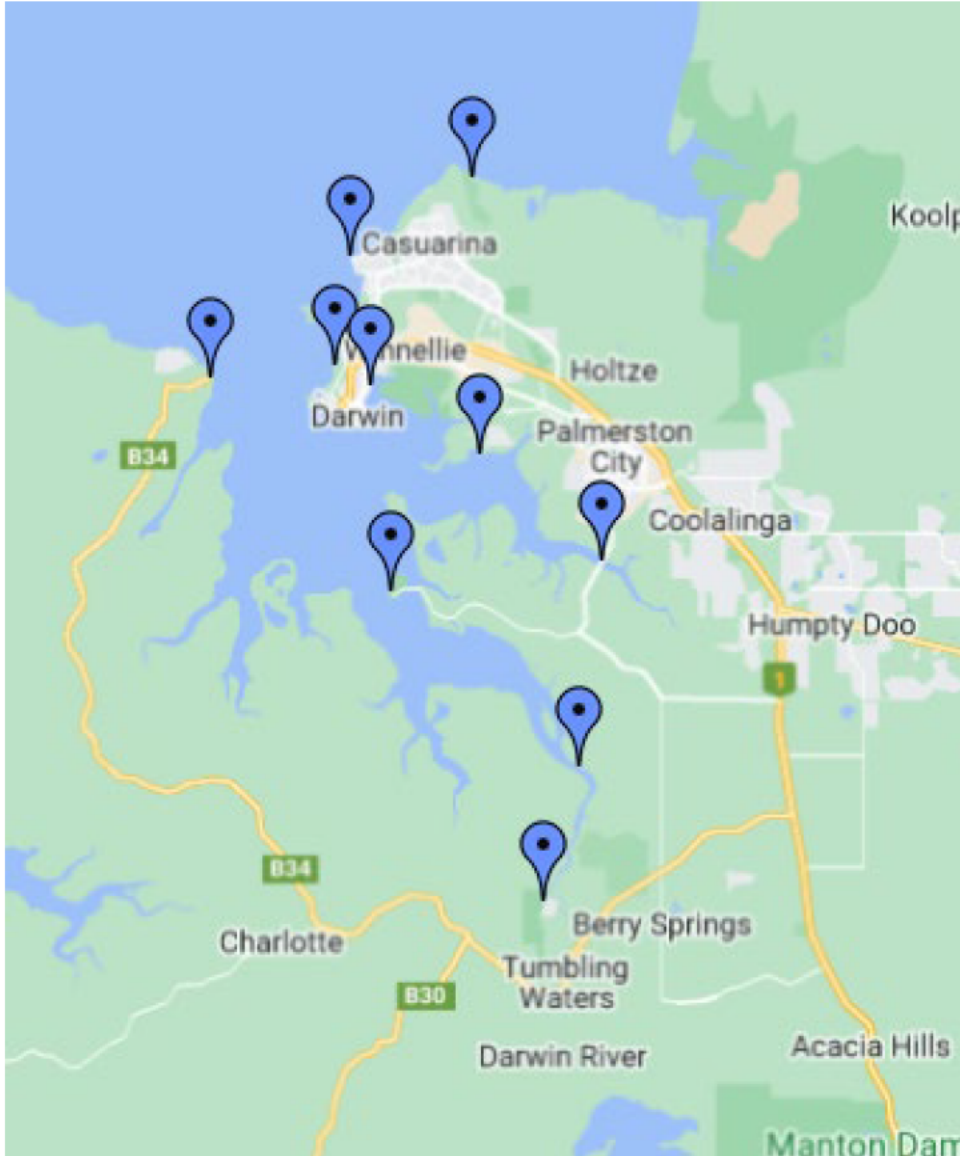 Koolp
Casuarina
Winnellie
Holtze
Darwin
Palmerston
City
B34
Coolalinga
Humpty Doo
1
B34
Berry Springs
Charlotte
Tumbling
Waters
B30
Acacia Hills
Darwin River
Manton Dam